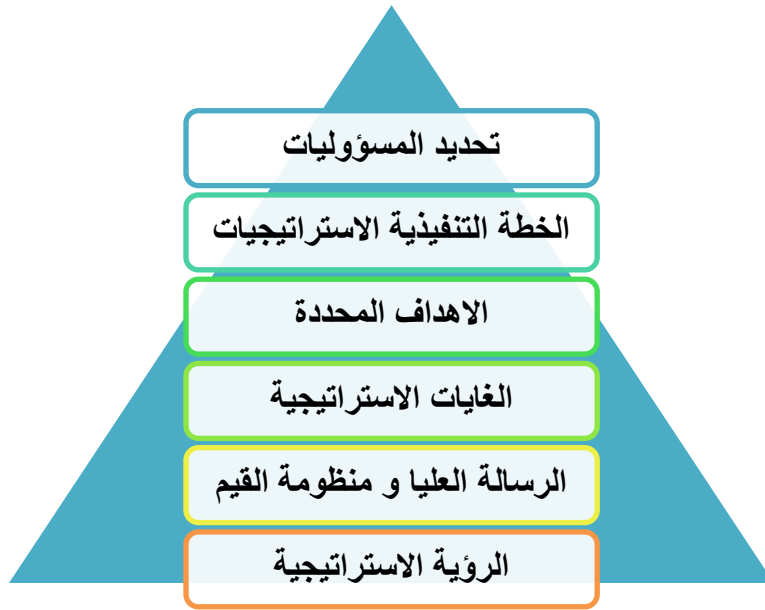 تحديد المسؤوليات
الخطة التنفيذية الاستراتيجيات
الاهداف المحددة
الغايات الاستراتيجية
الرسالة العليا و منظومة القيم
الرؤية الاستراتيجية